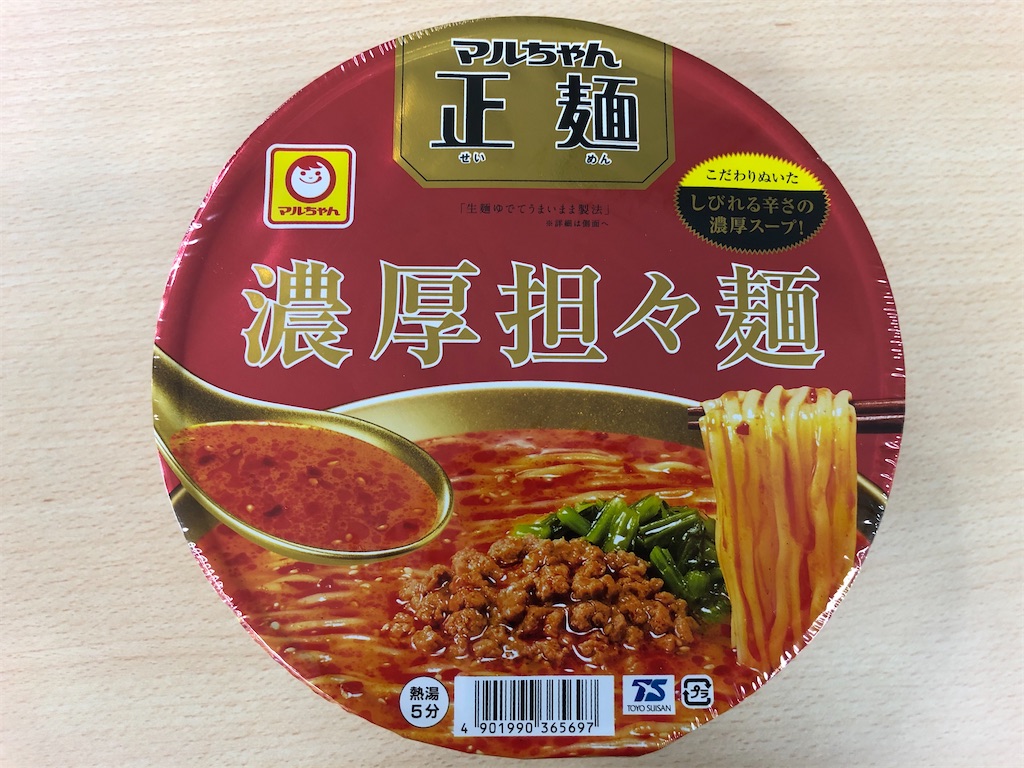 マルちゃん
正麺
せい めん
マルちゃん
こだわりぬいた
しびれる辛さの
濃厚スープ!
「生麺ゆでてうまいまま製法」
※詳細は側面へ
濃厚担々麺
熱湯
5分
4 901990 365697
TS
TOYO SUISAN
プラ